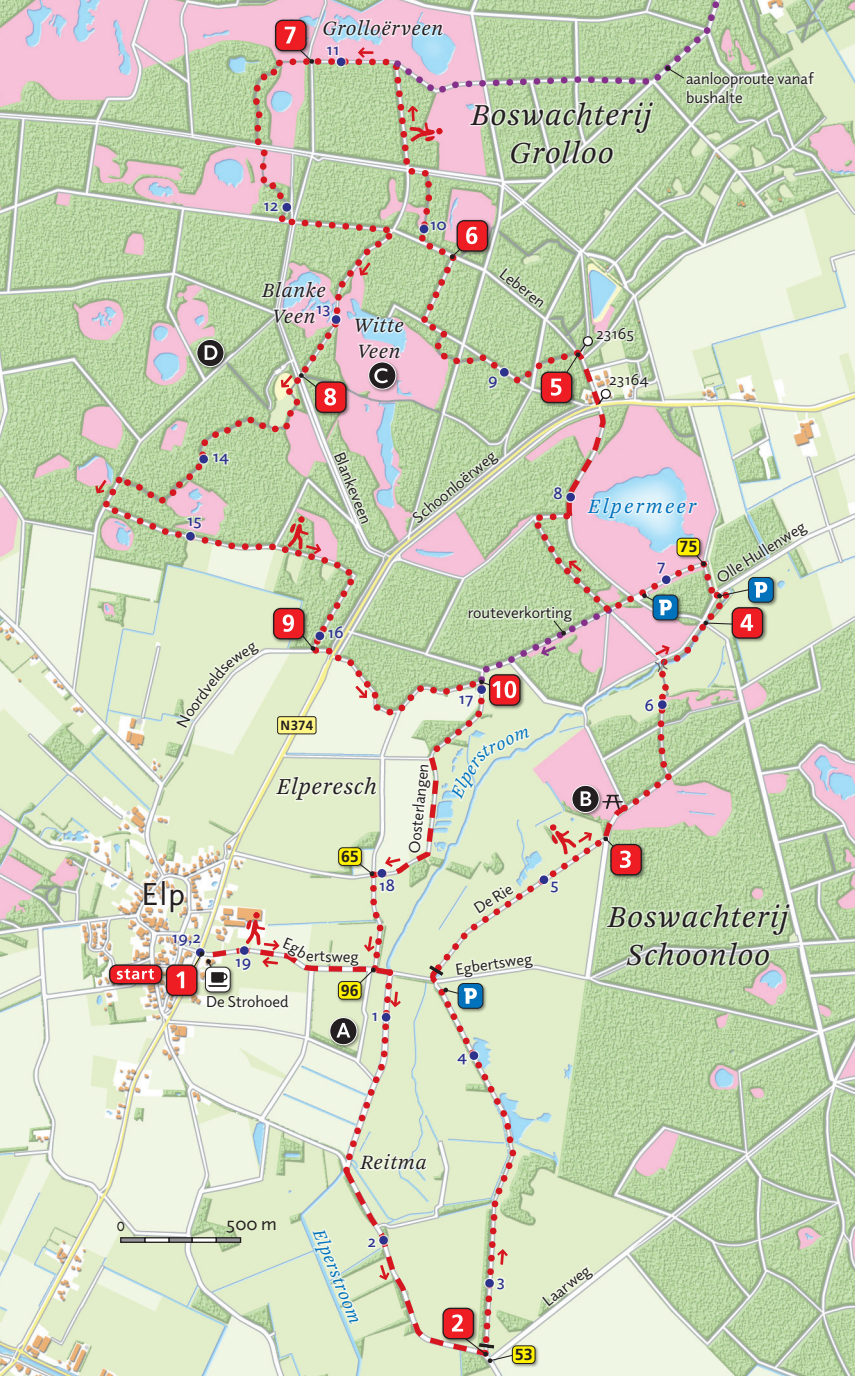 7
Grolloërveen
11
aanlooproute vanaf
bushalte
Boswachterij
Grolloo
12
10
6
Leberen
Blanke
Veen
13
Witte
Veen
23165
D
C
9
5
23164
8
14
Blankeveen
Schoonloërweg
8
Elpermeer
15
75
Olle Hullenweg
7
P
P
routeverkorting
9
16
4
Noordveldseweg
10
17
6
N374
Elperstroom
Elperesch
Oosterlangen
B
3
65
18
5
De Rie
Elp
Boswachterij
Schoonloo
19,2
19
Egbertsweg
Egbertsweg
start
1
De Strohoed
96
P
A
1
4
Reitma
0
500 m
2
Elperstroom
3
Laarweg
2
53